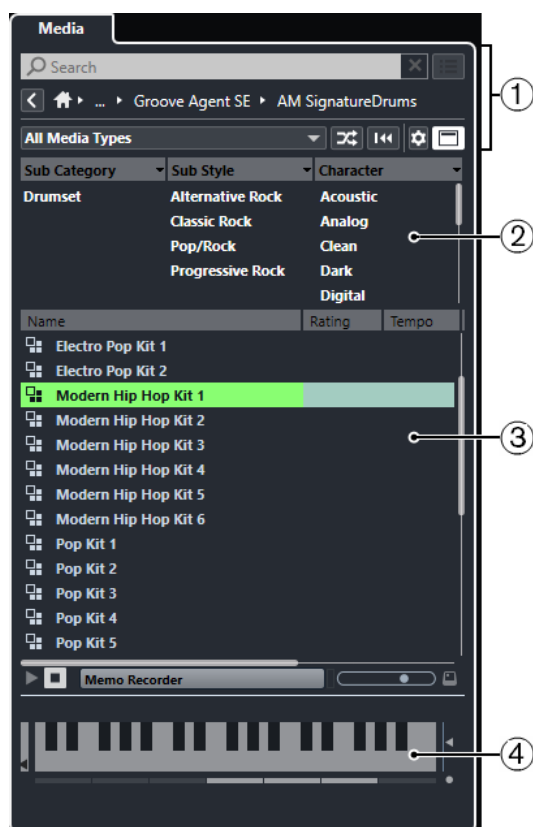 Media
Search
... Groove Agent SE AM SignatureDrums
1
All Media Types
Sub Category Sub Style Character
Drumset Alternative Rock Acoustic
Classic Rock Analog
Pop/Rock Clean
2
Progressive Rock Dark
Digital
Name Rating Tempo
Electro Pop Kit 1
Electro Pop Kit 2
Modern Hip Hop Kit 1
Modern Hip Hop Kit 2
Modern Hip Hop Kit 3
3
Modern Hip Hop Kit 4
Modern Hip Hop Kit 5
Modern Hip Hop Kit 6
Pop Kit 1
Pop Kit 2
Pop Kit 3
Pop Kit 4
Pop Kit 5
Memo Recorder
4